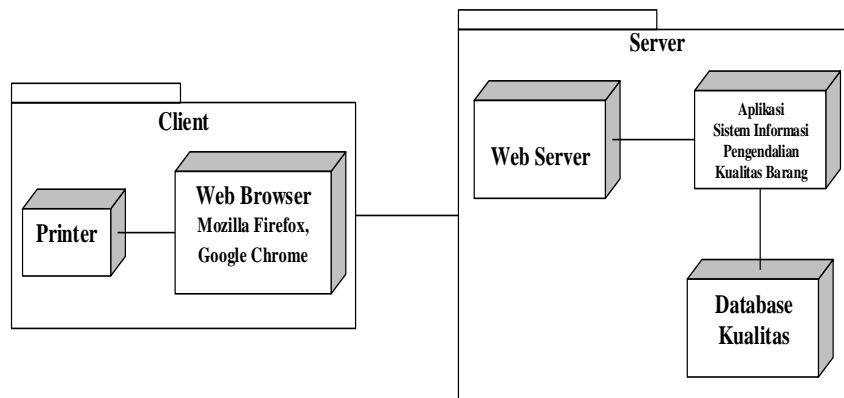 Client
Printer
Web Browser
Mozilla Firefox,
Google Chrome
Server
Web Server
Aplikasi
Sistem Informasi
Pengendalian
Kualitas Barang
Database
Kualitas